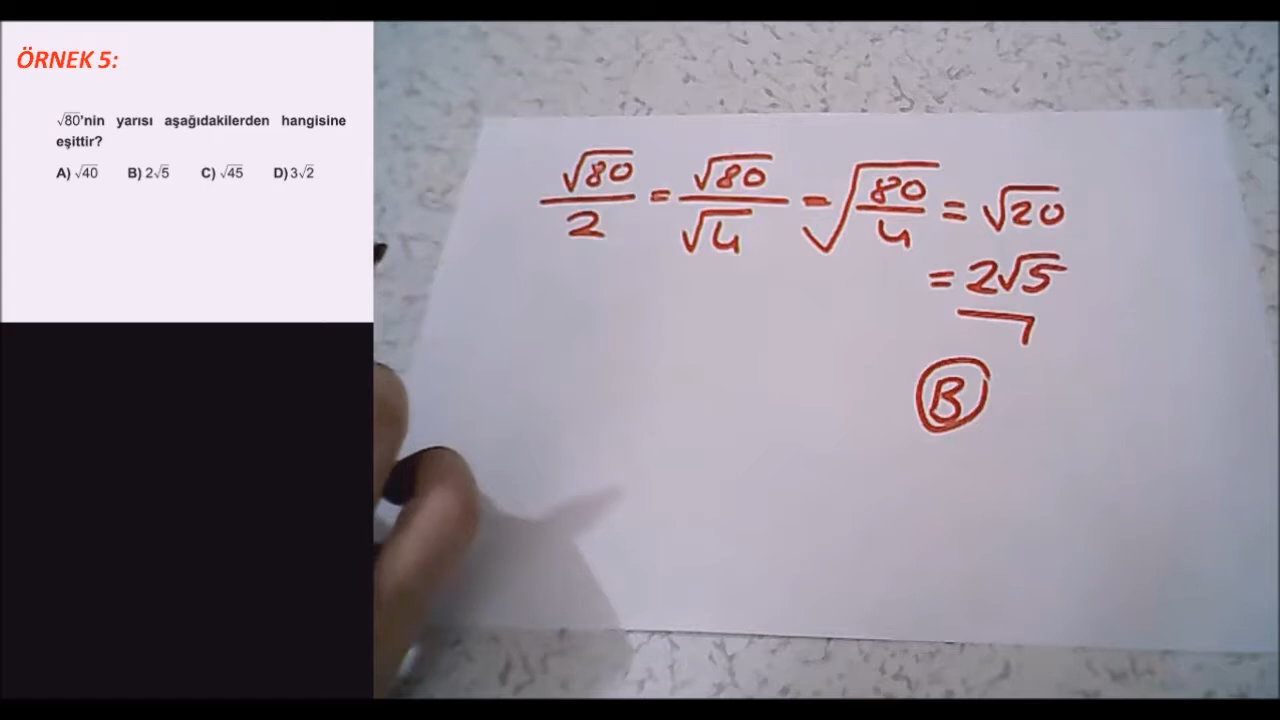 ÖRNEK 5:
√80'nin yarısı aşağıdakilerden hangisine
eşittir?
A) √40 B) 2√5 C) √45 D) 3√2
√80/2 = √80/√4 = √(80/4) = √20
= 2√5
B